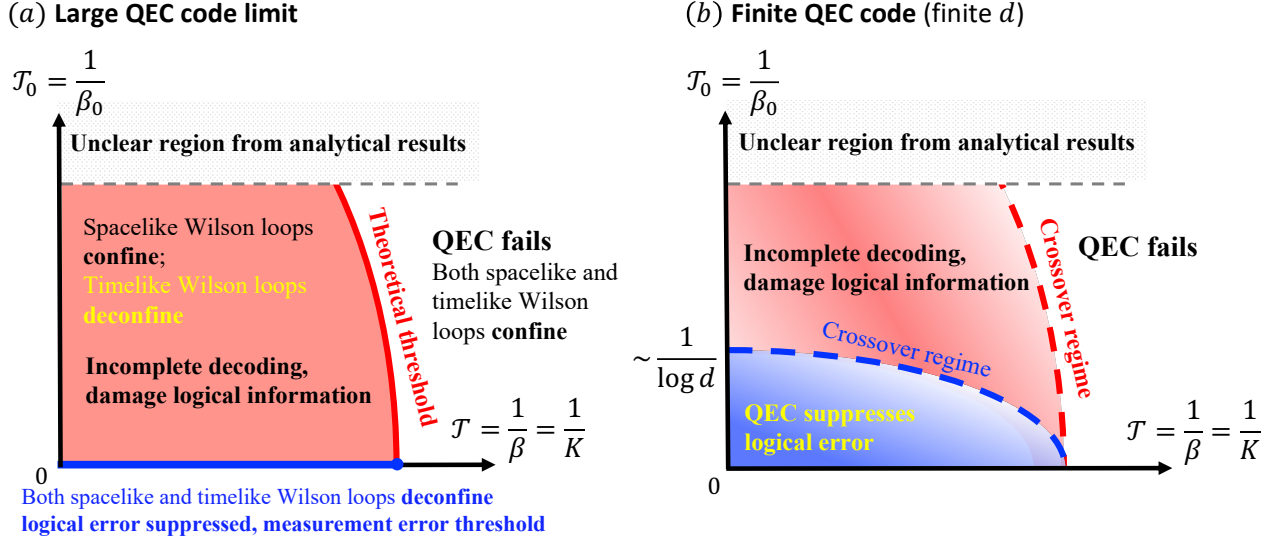 (a) Large QEC code limit
𝒯₀ = 1/β₀
Unclear region from analytical results
Spacelike Wilson loops
confine;
Timelike Wilson loops
deconfine
Incomplete decoding,
damage logical information
Theoretical threshold
QEC fails
Both spacelike and
timelike Wilson
loops confine
𝒯 = 1/β = 1/K
0
Both spacelike and timelike Wilson loops deconfine
logical error suppressed, measurement error threshold
(b) Finite QEC code (finite d)
𝒯₀ = 1/β₀
Unclear region from analytical results
Incomplete decoding,
damage logical information
Crossover regime
QEC fails
Crossover regime
~ 1/log d
QEC suppresses
logical error
𝒯 = 1/β = 1/K
0